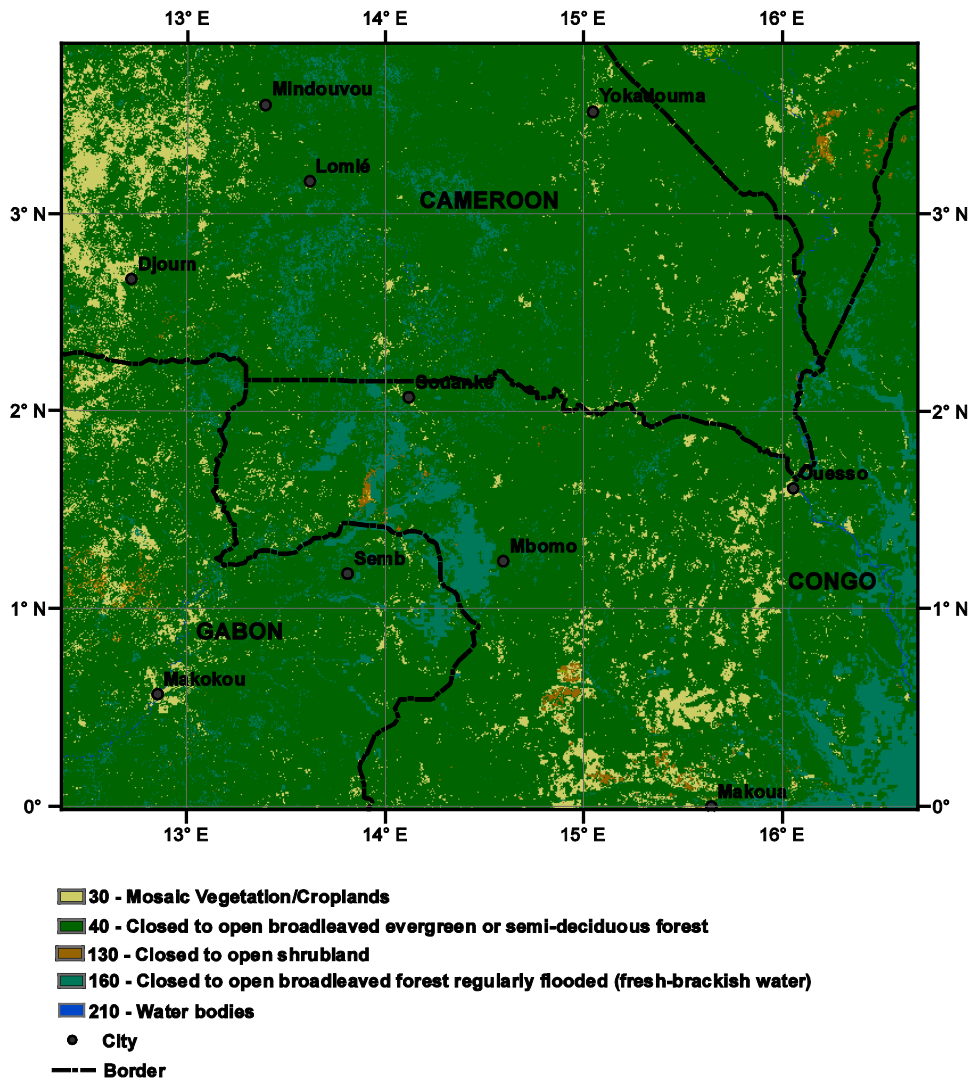 13° E 14° E 15° E 16° E
Mindouvou
Yokadouma
Lomlé
CAMEROON
3° N 3° N
Djoum
2° N Sodanké 2° N
Ouesso
Semb Mbomo
CONGO
1° N 1° N
GABON
Makokou
Makoua
0° 0°
13° E 14° E 15° E 16° E
30 - Mosaic Vegetation/Croplands
40 - Closed to open broadleaved evergreen or semi-deciduous forest
130 - Closed to open shrubland
160 - Closed to open broadleaved forest regularly flooded (fresh-brackish water)
210 - Water bodies
City
Border